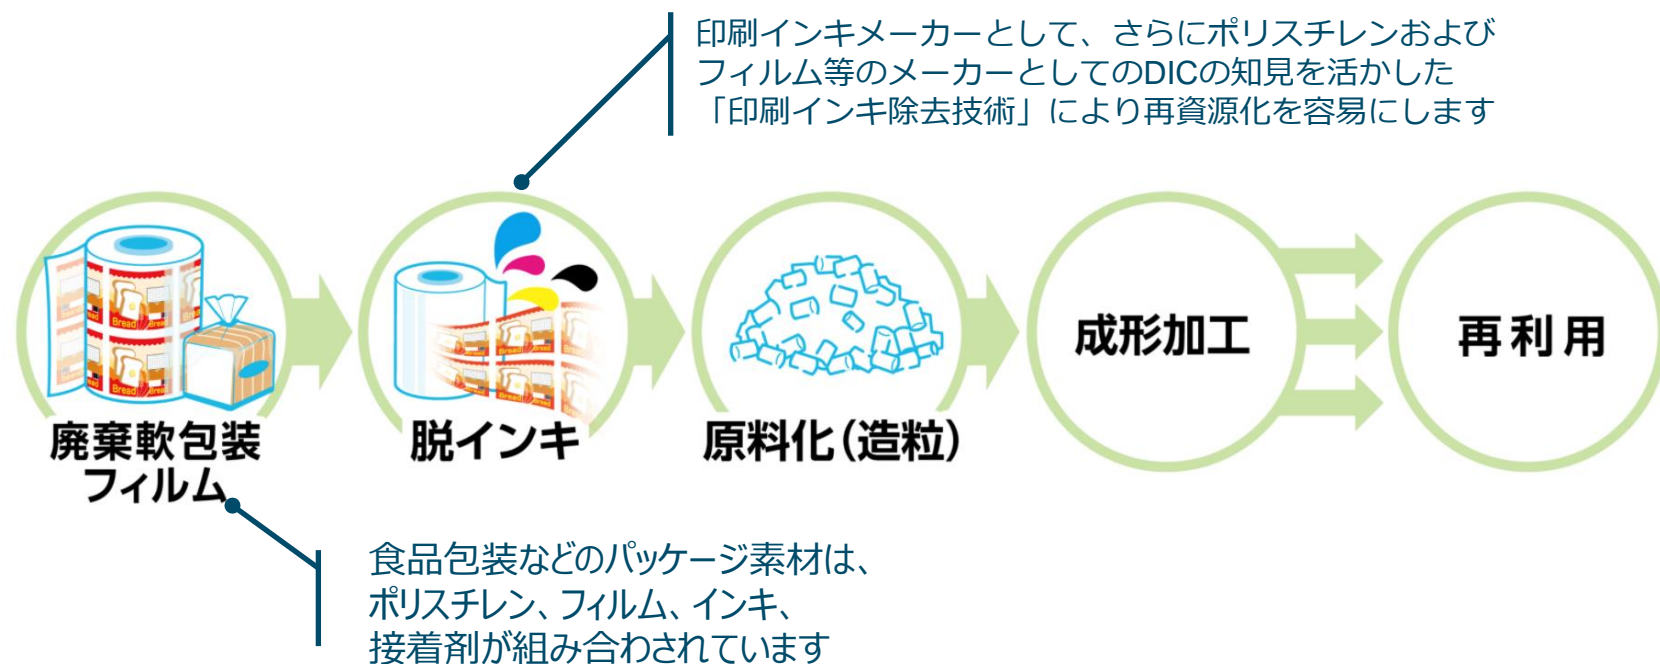 印刷インキメーカーとして、さらにポリスチレンおよび
フィルム等のメーカーとしてのDICの知見を活かした
「印刷インキ除去技術」により再資源化を容易にします
Bread
Bread
Bread
Bread
廃棄軟包装
フィルム
脱インキ
原料化(造粒)
成形加工
再利用
食品包装などのパッケージ素材は、
ポリスチレン、フィルム、インキ、
接着剤が組み合わされています